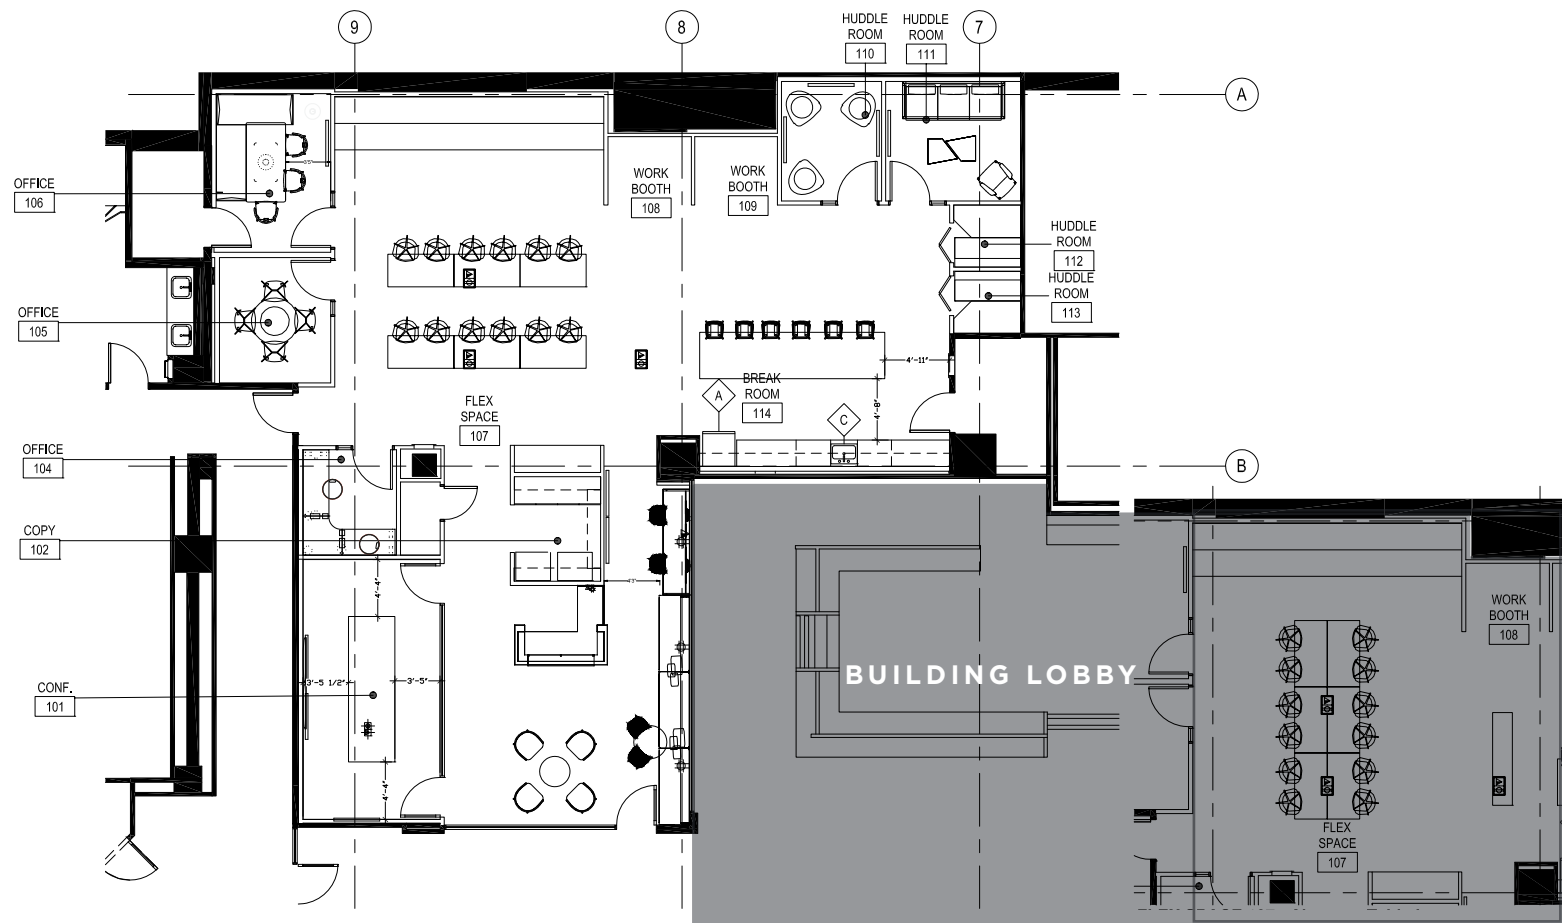 9
8
7
HUDDLE
ROOM
110
HUDDLE
ROOM
111
A
OFFICE
106
WORK
BOOTH
108
WORK
BOOTH
109
HUDDLE
ROOM
112
HUDDLE
ROOM
113
OFFICE
105
4'-11"
BREAK
ROOM
114
A
C
4'-8"
FLEX
SPACE
107
OFFICE
104
B
COPY
102
4'-4"
WORK
BOOTH
108
BUILDING LOBBY
3'-5 1/2"
3'-5"
CONF.
101
4'-4"
FLEX
SPACE
107